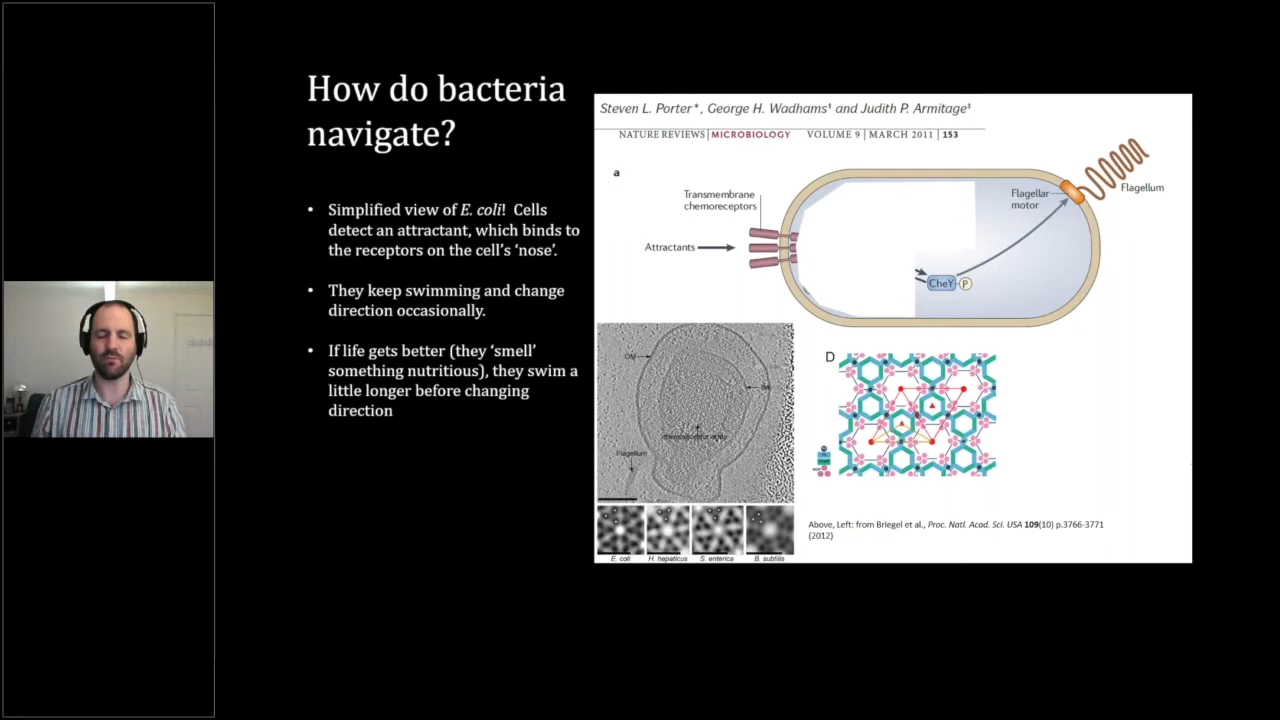 How do bacteria
navigate?
• Simplified view of E. coli! Cells
detect an attractant, which binds to
the receptors on the cell's 'nose'.
• They keep swimming and change
direction occasionally.
• If life gets better (they 'smell'
something nutritious), they swim a
little longer before changing
direction
Steven L. Porter*, George H. Wadhams‡ and Judith P. Armitage‡
NATURE REVIEWS | MICROBIOLOGY VOLUME 9 | MARCH 2011 | 153
a
Transmembrane
chemoreceptors
Attractants
Flagellar
motor
Flagellum
CheY P
OM
chemoreceptor array
Flagellum
E. coli H. hepaticus S. enterica B. subtilis
D
Above, Left: from Briegel et al., Proc. Natl. Acad. Sci. USA 109(10) p.3766-3771
(2012)